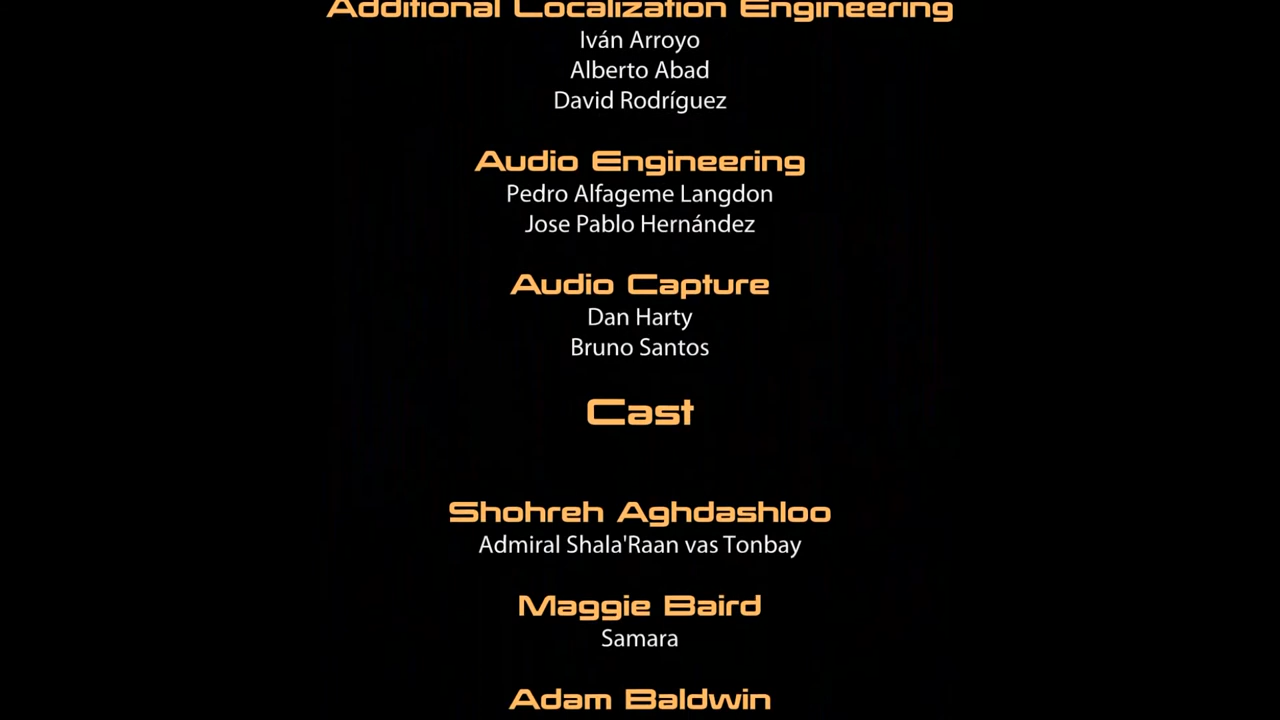 Additional Localization Engineering
Iván Arroyo
Alberto Abad
David Rodríguez
Audio Engineering
Pedro Alfageme Langdon
Jose Pablo Hernández
Audio Capture
Dan Harty
Bruno Santos
Cast
Shohreh Aghdashloo
Admiral Shala'Raan vas Tonbay
Maggie Baird
Samara
Adam Baldwin